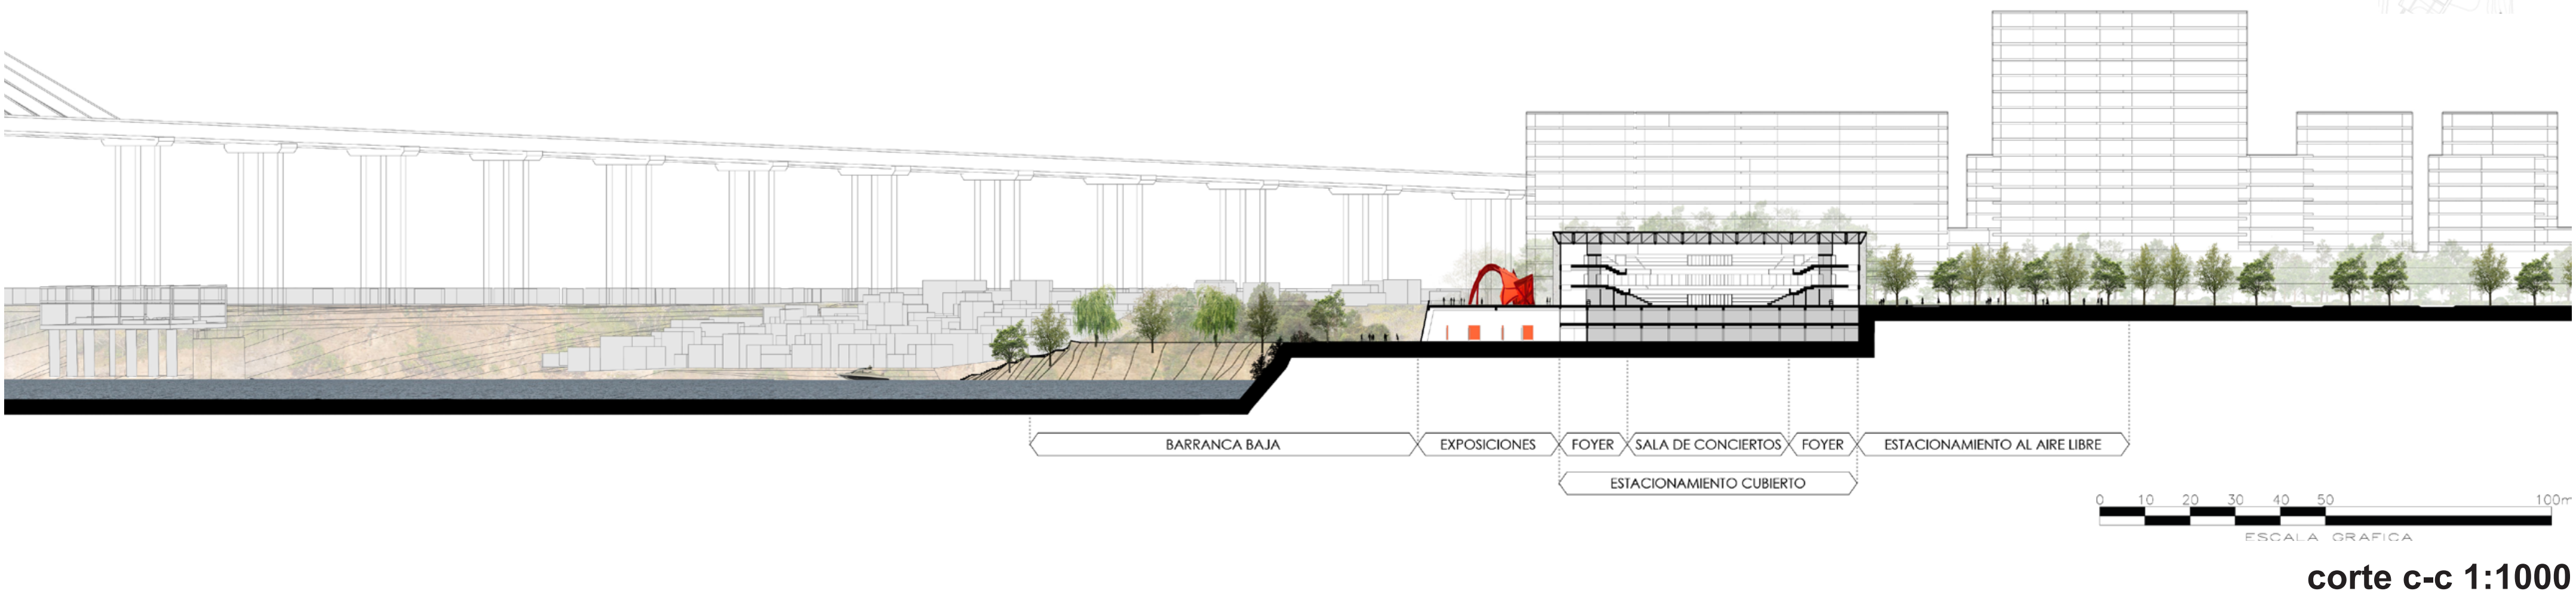 BARRANCA BAJA EXPOSICIONES FOYER SALA DE CONCIERTOS FOYER ESTACIONAMIENTO AL AIRE LIBRE
ESTACIONAMIENTO CUBIERTO
0 10 20 30 40 50 100m
ESCALA GRAFICA
corte c-c 1:1000